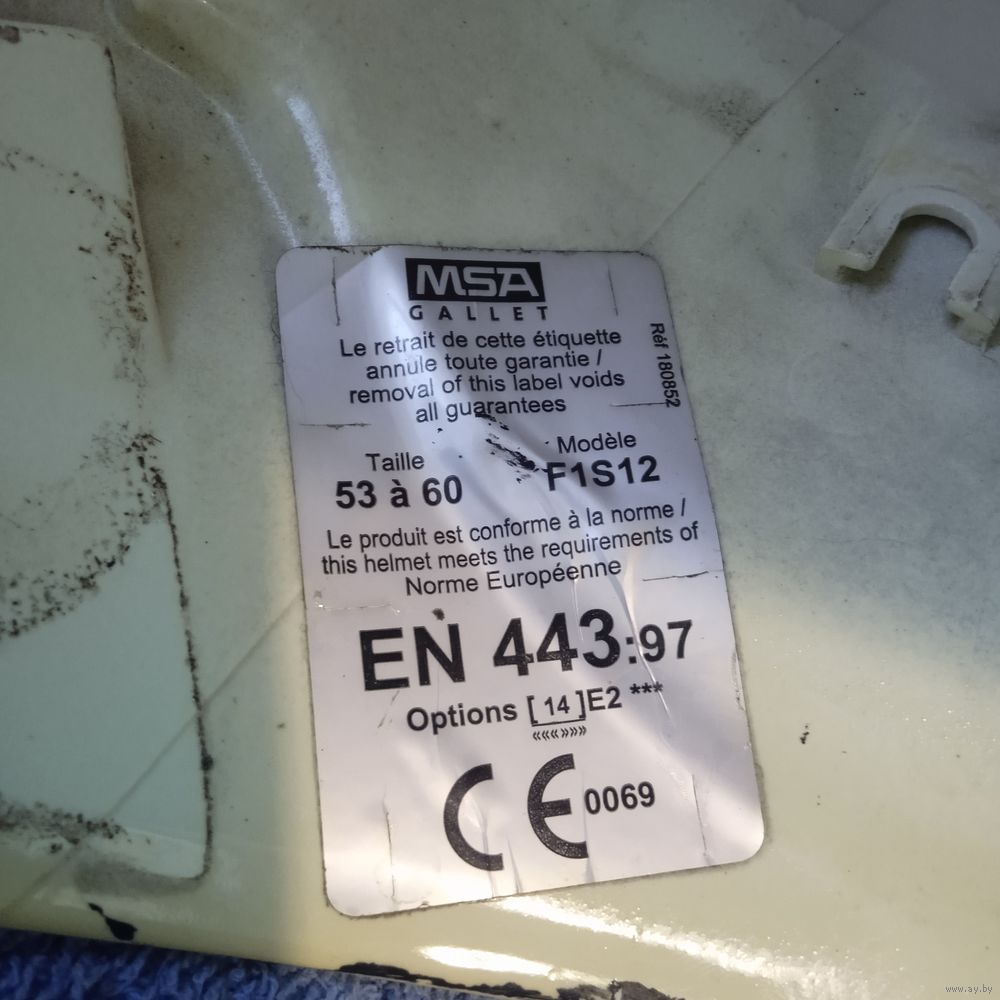 MSA
GALLET
Le retrait de cette étiquette
annule toute garantie /
removal of this label voids
all guarantees
Réf 180852
Taille
53 à 60
Modèle
F1S12
Le produit est conforme à la norme /
this helmet meets the requirements of
Norme Européenne
EN 443:97
Options [ 14 ]E2 ***
«««»»»
CE 0069
www.ay.by